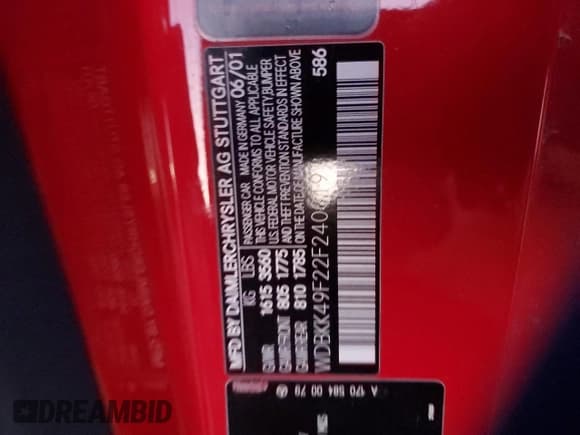 MFD BY DAIMLERCHRYSLER AG STUTTGART
PASSENGER CAR MADE IN GERMANY 06/01
KG LBS
GVWR 1615 3560
GAWR-FRONT 805 1775
GAWR-REAR 810 1785
THIS VEHICLE CONFORMS TO ALL APPLICABLE
U.S. FEDERAL MOTOR VEHICLE SAFETY, BUMPER
AND THEFT PREVENTION STANDARDS IN EFFECT
ON THE DATE OF MANUFACTURE SHOWN ABOVE
586
A 170 584 00 79
DREAMBID